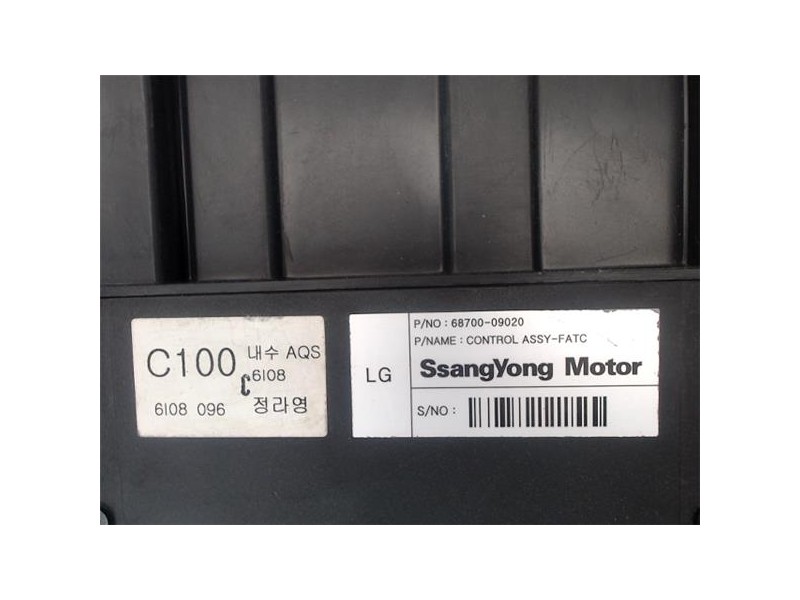 C100 내수 AQS
C 6108
6108 096 정라영
LG
P/NO : 68700-09020
P/NAME : CONTROL ASSY-FATC
SsangYong Motor
S/NO :